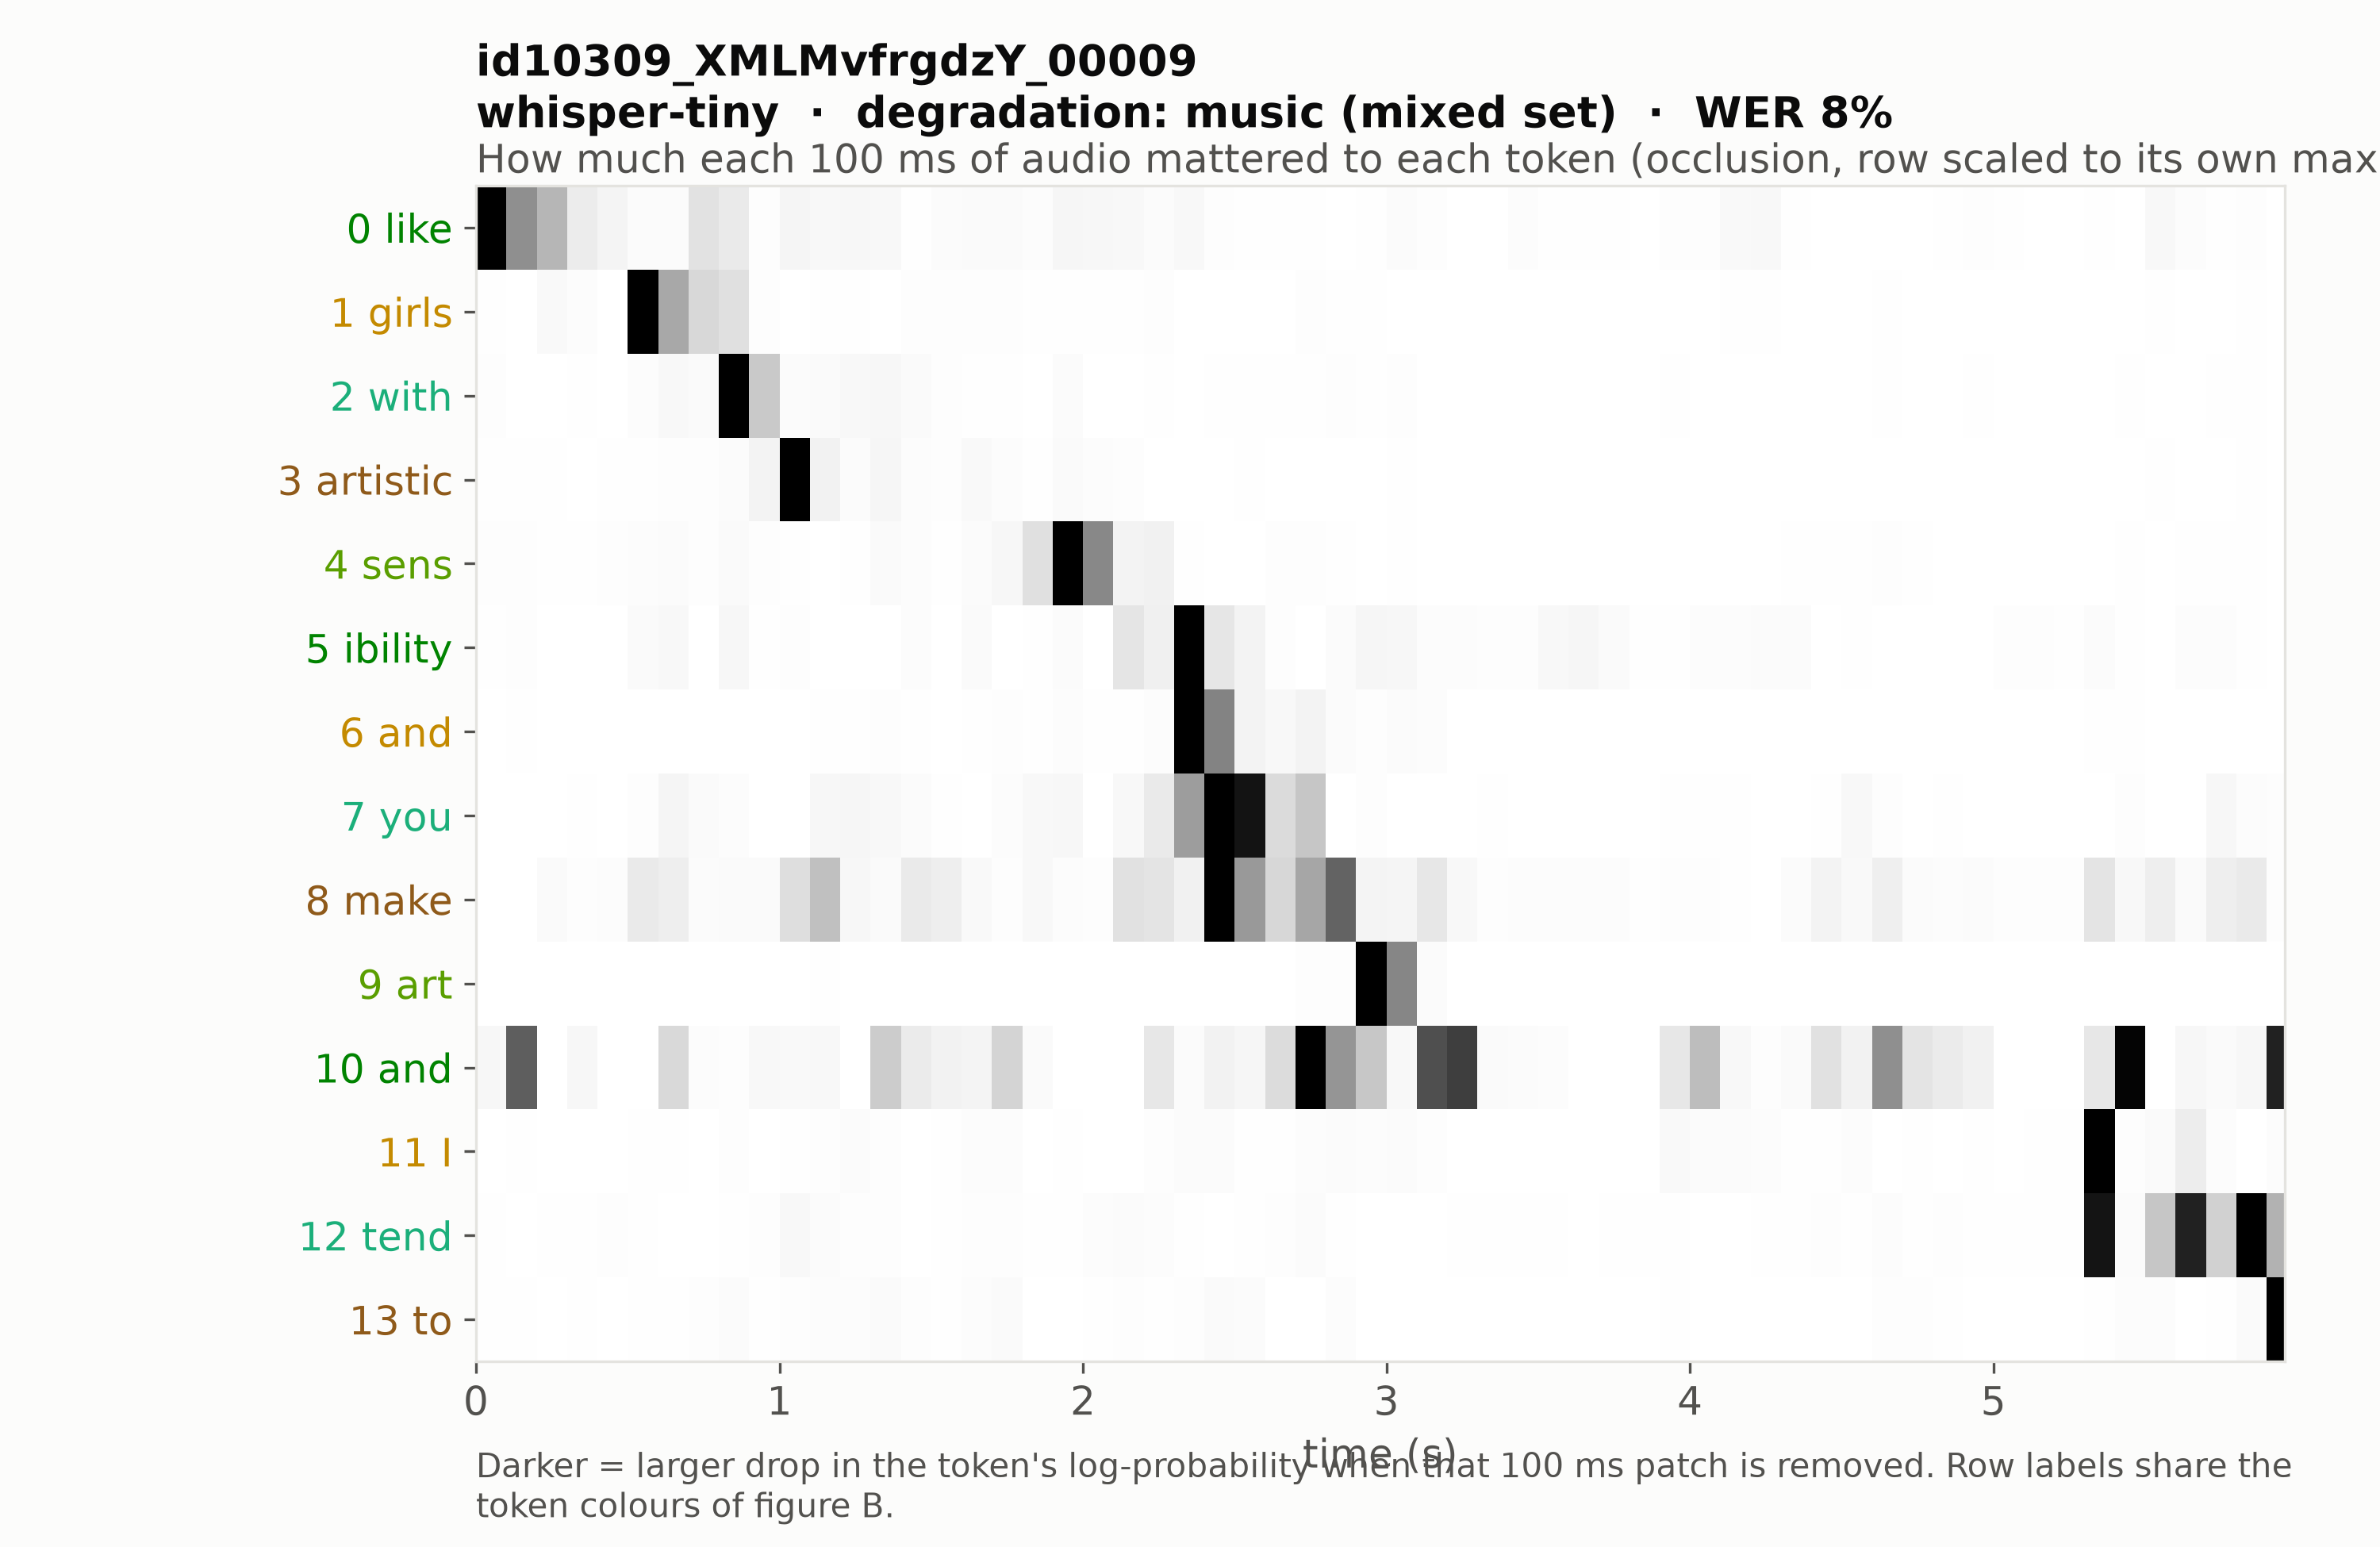 id10309_XMLMvfrgdzY_00009
whisper-tiny · degradation: music (mixed set) · WER 8%
How much each 100 ms of audio mattered to each token (occlusion, row scaled to its own max
0 like
1 girls
2 with
3 artistic
4 sens
5 ibility
6 and
7 you
8 make
9 art
10 and
11 I
12 tend
13 to
0 1 2 3 4 5
time (s)
Darker = larger drop in the token's log-probability when that 100 ms patch is removed. Row labels share the
token colours of figure B.